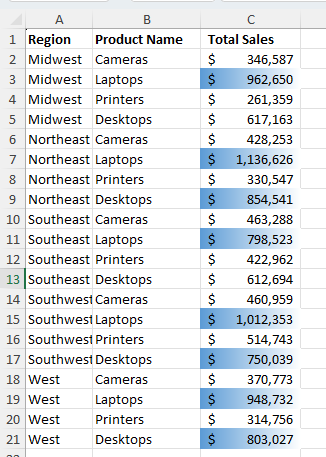 A B C
1 Region Product Name Total Sales
2 Midwest Cameras $ 346,587
3 Midwest Laptops $ 962,650
4 Midwest Printers $ 261,359
5 Midwest Desktops $ 617,163
6 Northeast Cameras $ 428,253
7 Northeast Laptops $ 1,136,626
8 Northeast Printers $ 330,547
9 Northeast Desktops $ 854,541
10 Southeast Cameras $ 463,288
11 Southeast Laptops $ 798,523
12 Southeast Printers $ 422,962
13 Southeast Desktops $ 612,694
14 Southwest Cameras $ 460,959
15 Southwest Laptops $ 1,012,353
16 Southwest Printers $ 514,743
17 Southwest Desktops $ 750,039
18 West Cameras $ 370,773
19 West Laptops $ 948,732
20 West Printers $ 314,756
21 West Desktops $ 803,027